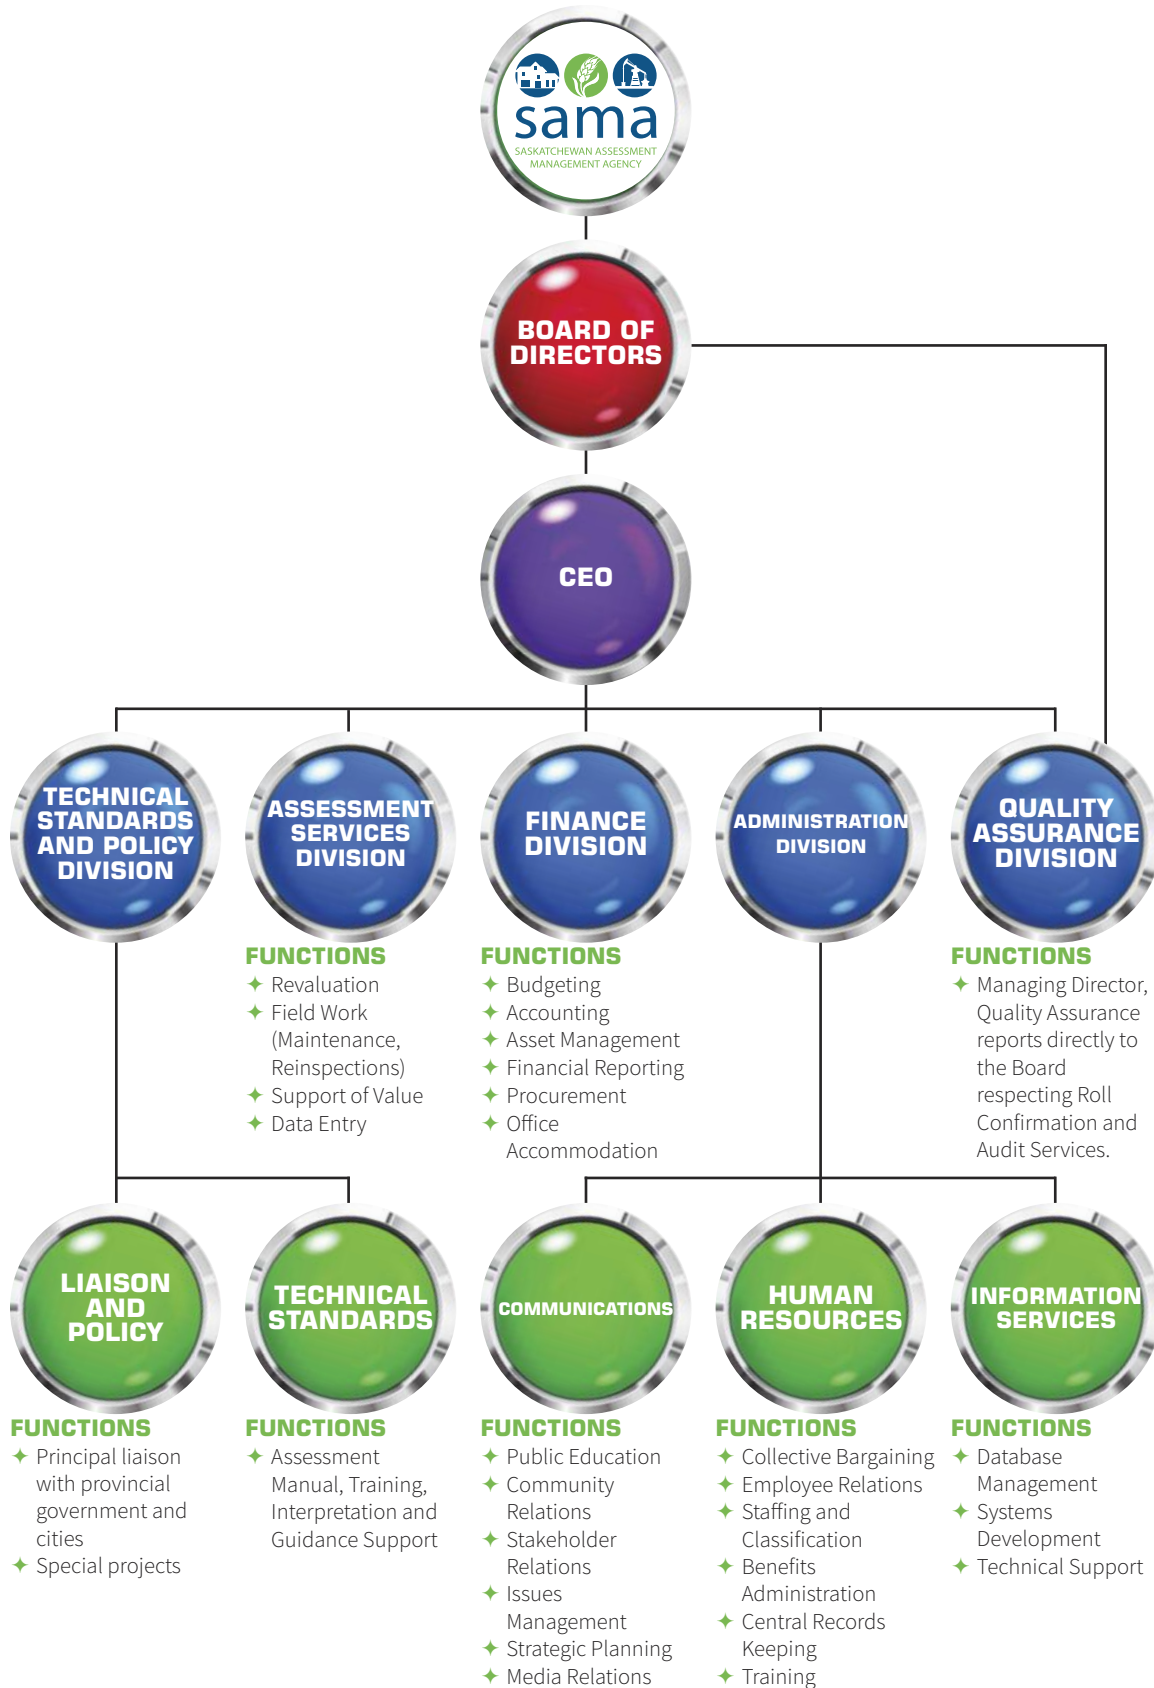 sama
SASKATCHEWAN ASSESSMENT
MANAGEMENT AGENCY
BOARD OF
DIRECTORS
CEO
TECHNICAL
STANDARDS
AND POLICY
DIVISION
ASSESSMENT
SERVICES
DIVISION
FUNCTIONS
✦ Revaluation
✦ Field Work
(Maintenance,
Reinspections)
✦ Support of Value
✦ Data Entry
FINANCE
DIVISION
FUNCTIONS
✦ Budgeting
✦ Accounting
✦ Asset Management
✦ Financial Reporting
✦ Procurement
✦ Office
Accommodation
ADMINISTRATION
DIVISION
QUALITY
ASSURANCE
DIVISION
FUNCTIONS
✦ Managing Director,
Quality Assurance
reports directly to
the Board
respecting Roll
Confirmation and
Audit Services.
LIAISON
AND
POLICY
FUNCTIONS
✦ Principal liaison
with provincial
government and
cities
✦ Special projects
TECHNICAL
STANDARDS
FUNCTIONS
✦ Assessment
Manual, Training,
Interpretation and
Guidance Support
COMMUNICATIONS
FUNCTIONS
✦ Public Education
✦ Community
Relations
✦ Stakeholder
Relations
✦ Issues
Management
✦ Strategic Planning
✦ Media Relations
HUMAN
RESOURCES
FUNCTIONS
✦ Collective Bargaining
✦ Employee Relations
✦ Staffing and
Classification
✦ Benefits
Administration
✦ Central Records
Keeping
✦ Training
INFORMATION
SERVICES
FUNCTIONS
✦ Database
Management
✦ Systems
Development
✦ Technical Support